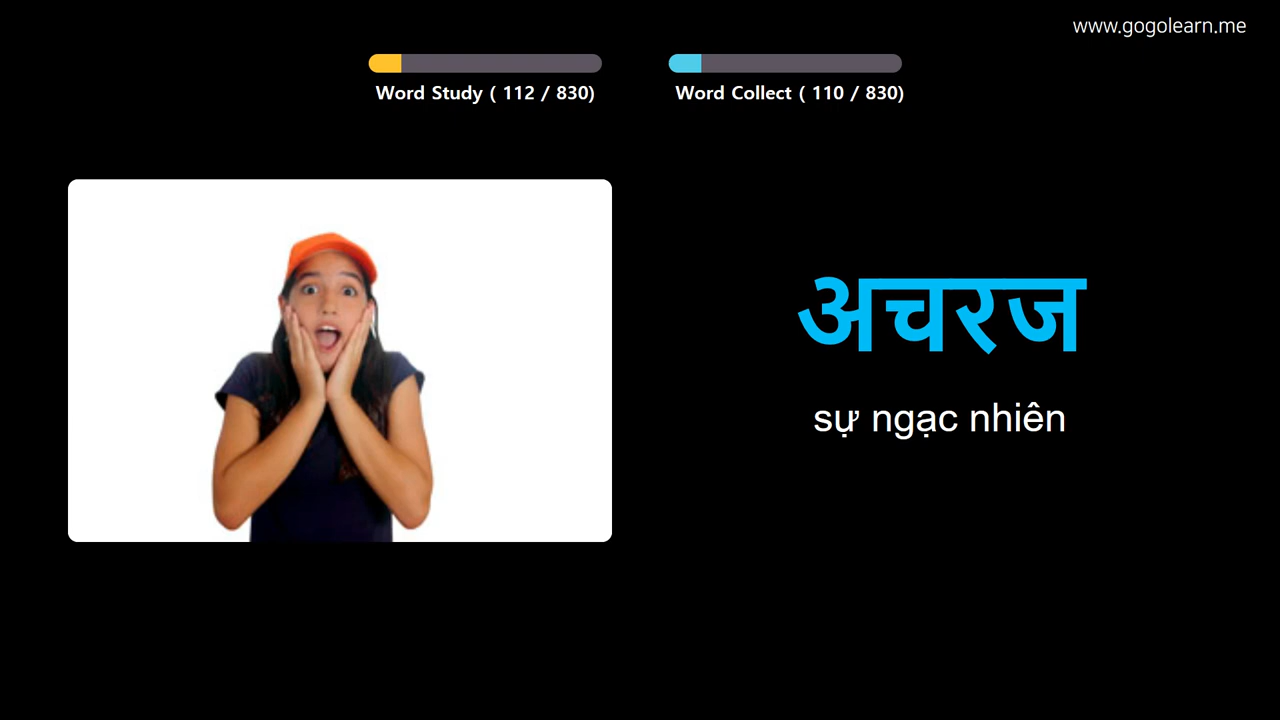 www.gogolearn.me
Word Study ( 112 / 830)
Word Collect ( 110 / 830)
अचरज
sự ngạc nhiên